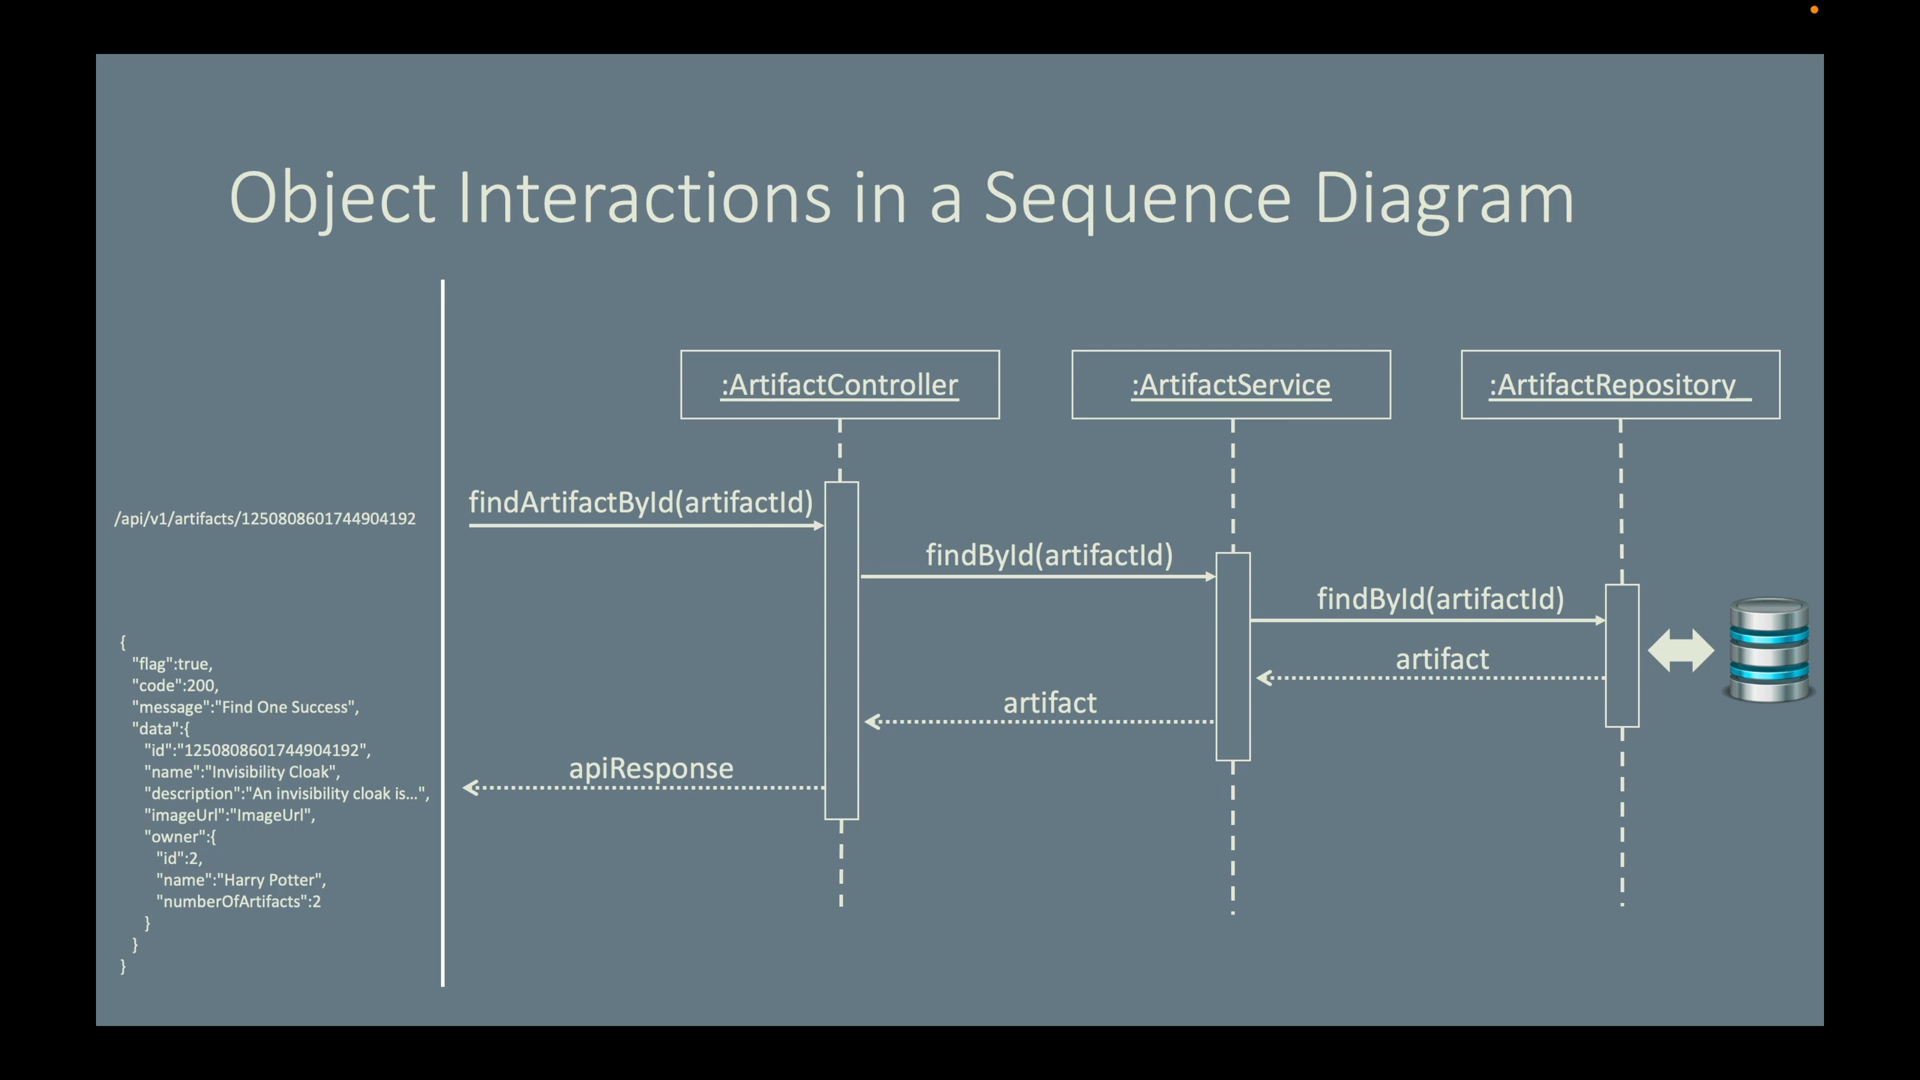 Object Interactions in a Sequence Diagram
:ArtifactController
:ArtifactService
:ArtifactRepository
/api/v1/artifacts/1250808601744904192
findArtifactById(artifactId)
findById(artifactId)
findById(artifactId)
artifact
artifact
apiResponse
{
"flag":true,
"code":200,
"message":"Find One Success",
"data":{
"id":"1250808601744904192",
"name":"Invisibility Cloak",
"description":"An invisibility cloak is...",
"imageUrl":"ImageUrl",
"owner":{
"id":2,
"name":"Harry Potter",
"numberOfArtifacts":2
}
}
}